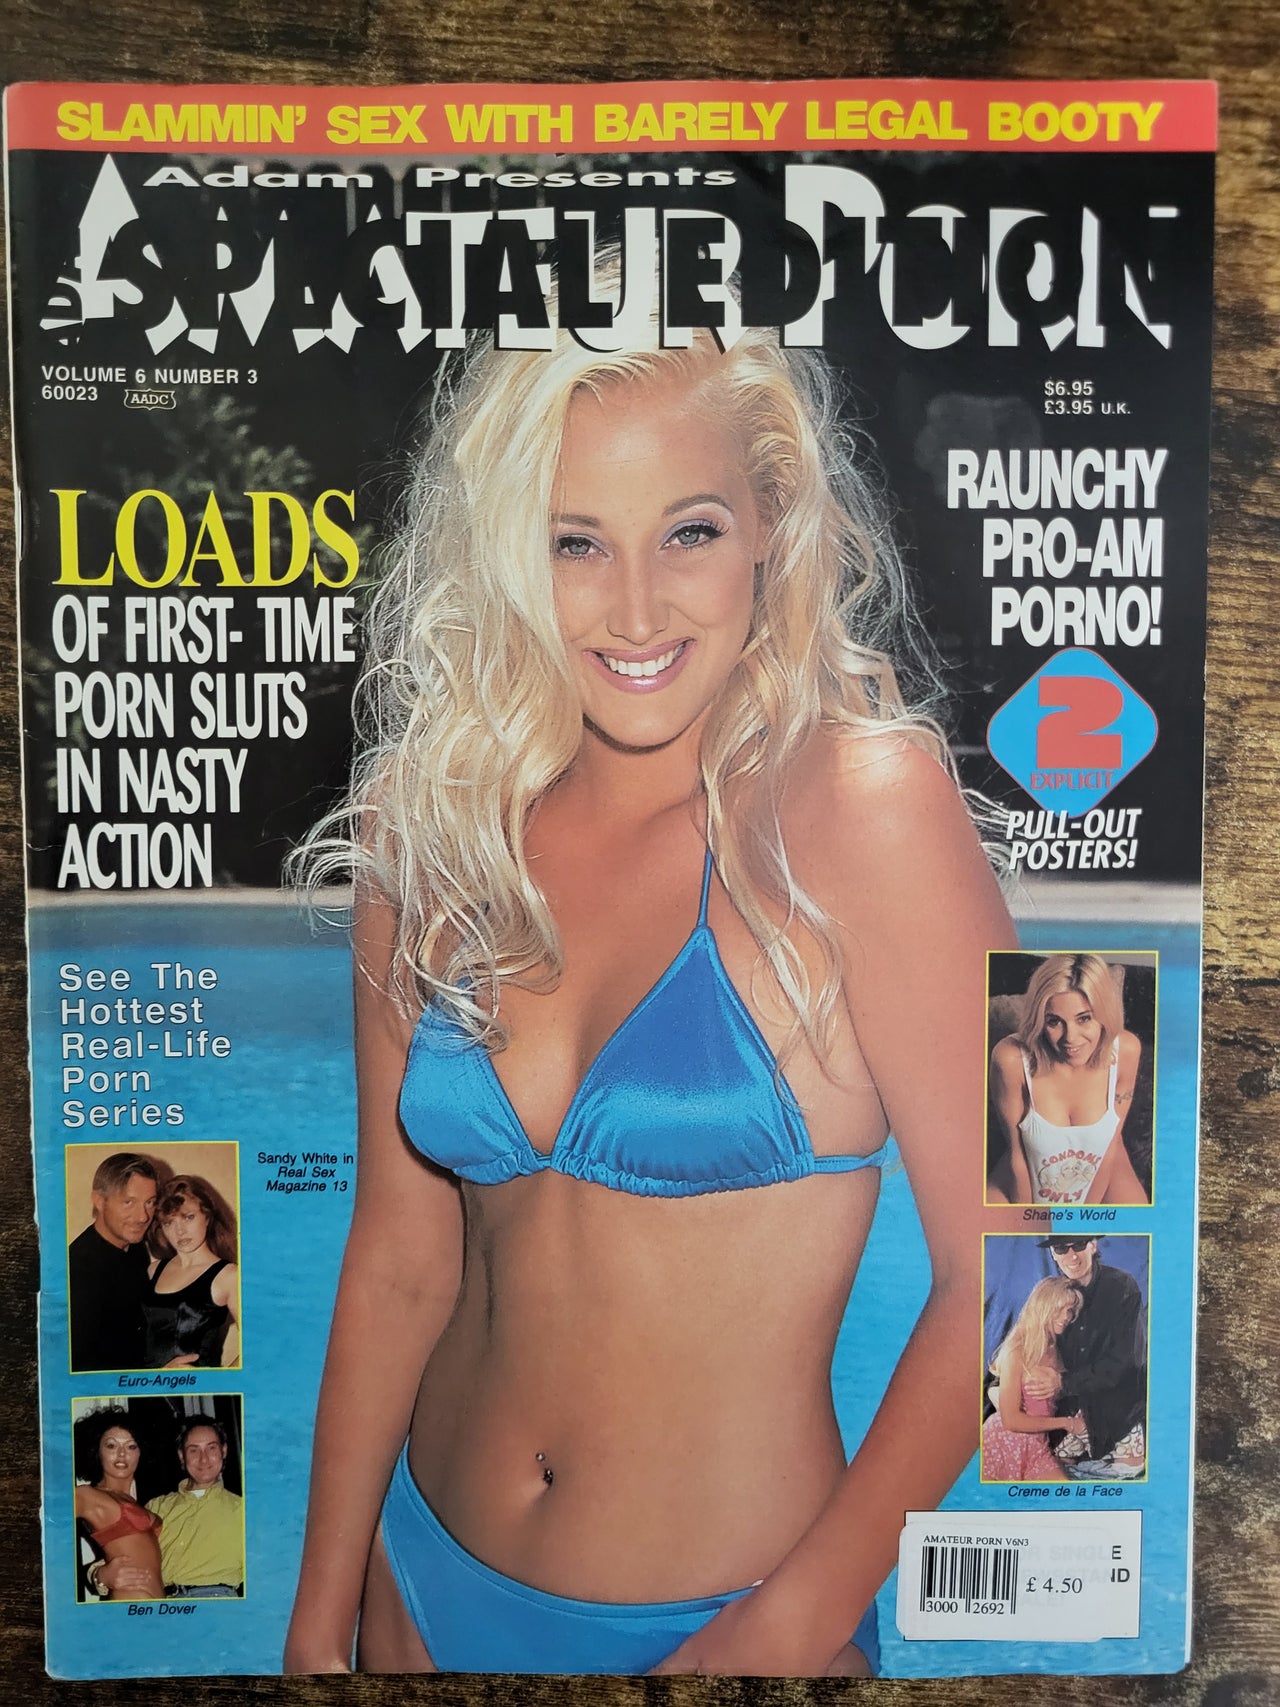 SLAMMIN' SEX WITH BARELY LEGAL BOOTY
Adam Presents
AMATEUR PORN
SPECIAL EDITION
VOLUME 6 NUMBER 3
60023 AADC
$6.95
£3.95 U.K.
LOADS
OF FIRST-TIME
PORN SLUTS
IN NASTY
ACTION
RAUNCHY
PRO-AM
PORNO!
2
EXPLICIT
PULL-OUT
POSTERS!
See The
Hottest
Real-Life
Porn
Series
Sandy White in
Real Sex
Magazine 13
Euro-Angels
Ben Dover
CONDOMS
ONLY
Shane's World
Creme de la Face
AMATEUR PORN V6N3
£ 4.50
3000 2692